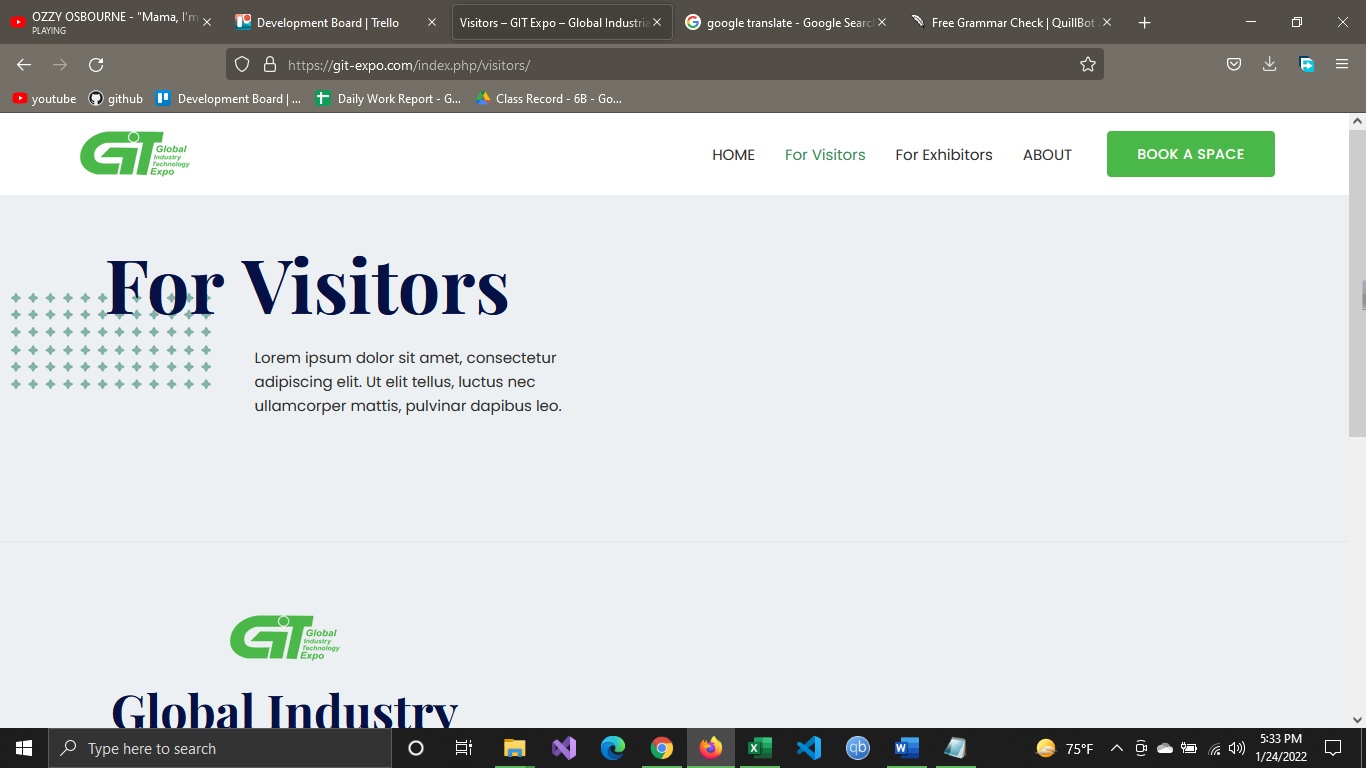 OZZY OSBOURNE - "Mama, I'm
PLAYING
Development Board | Trello
Visitors – GIT Expo – Global Industria
google translate - Google Search
Free Grammar Check | QuillBot
https://git-expo.com/index.php/visitors/
youtube
github
Development Board | ...
Daily Work Report - G...
Class Record - 6B - Go...
GIT
Global
Industry
Technology
Expo
HOME
For Visitors
For Exhibitors
ABOUT
BOOK A SPACE
For Visitors
Lorem ipsum dolor sit amet, consectetur
adipiscing elit. Ut elit tellus, luctus nec
ullamcorper mattis, pulvinar dapibus leo.
GIT
Global
Industry
Technology
Expo
Global Industry
Type here to search
qb
75°F
5:33 PM
1/24/2022